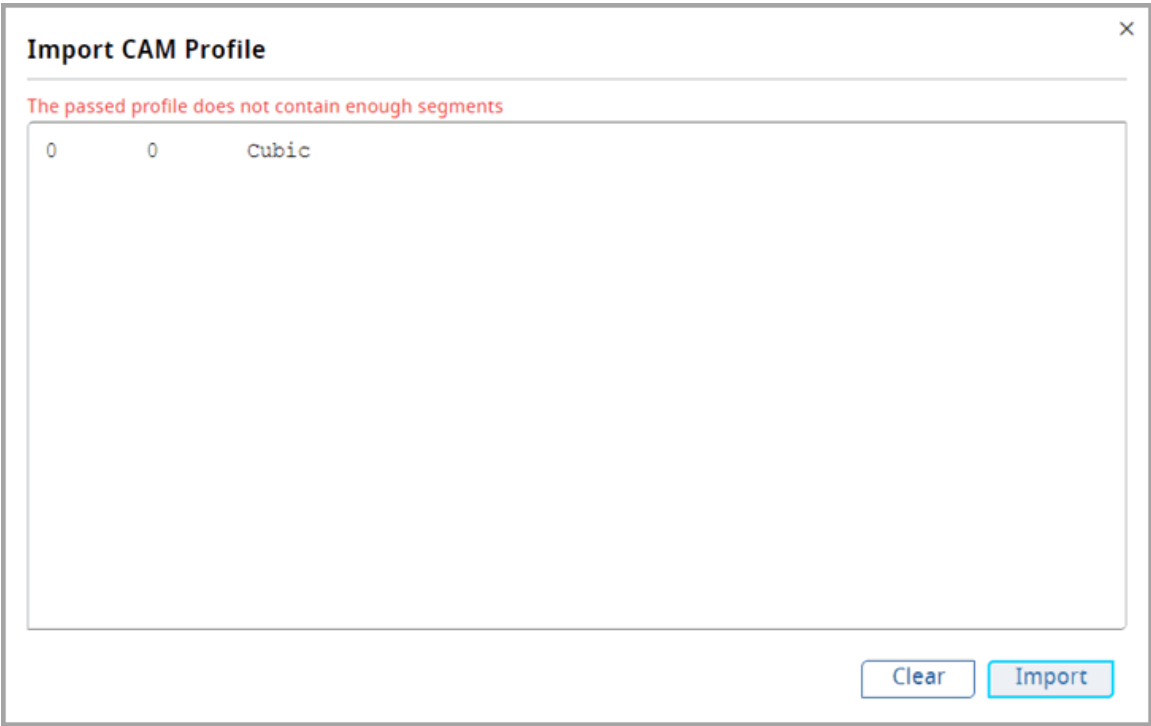 ×
Import CAM Profile
The passed profile does not contain enough segments
0 0 Cubic
Clear Import